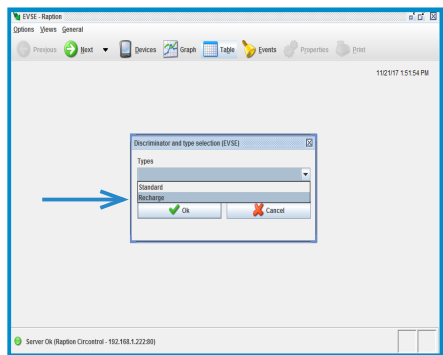 EVSE - Raption
Options Views General
Previous Next Devices Graph Table Events Properties Print
11/21/17 1:51:54 PM
Discriminator and type selection (EVSE)
Types
Standard
Recharge
Ok Cancel
Server Ok (Raption Circontrol - 192.168.1.222:80)